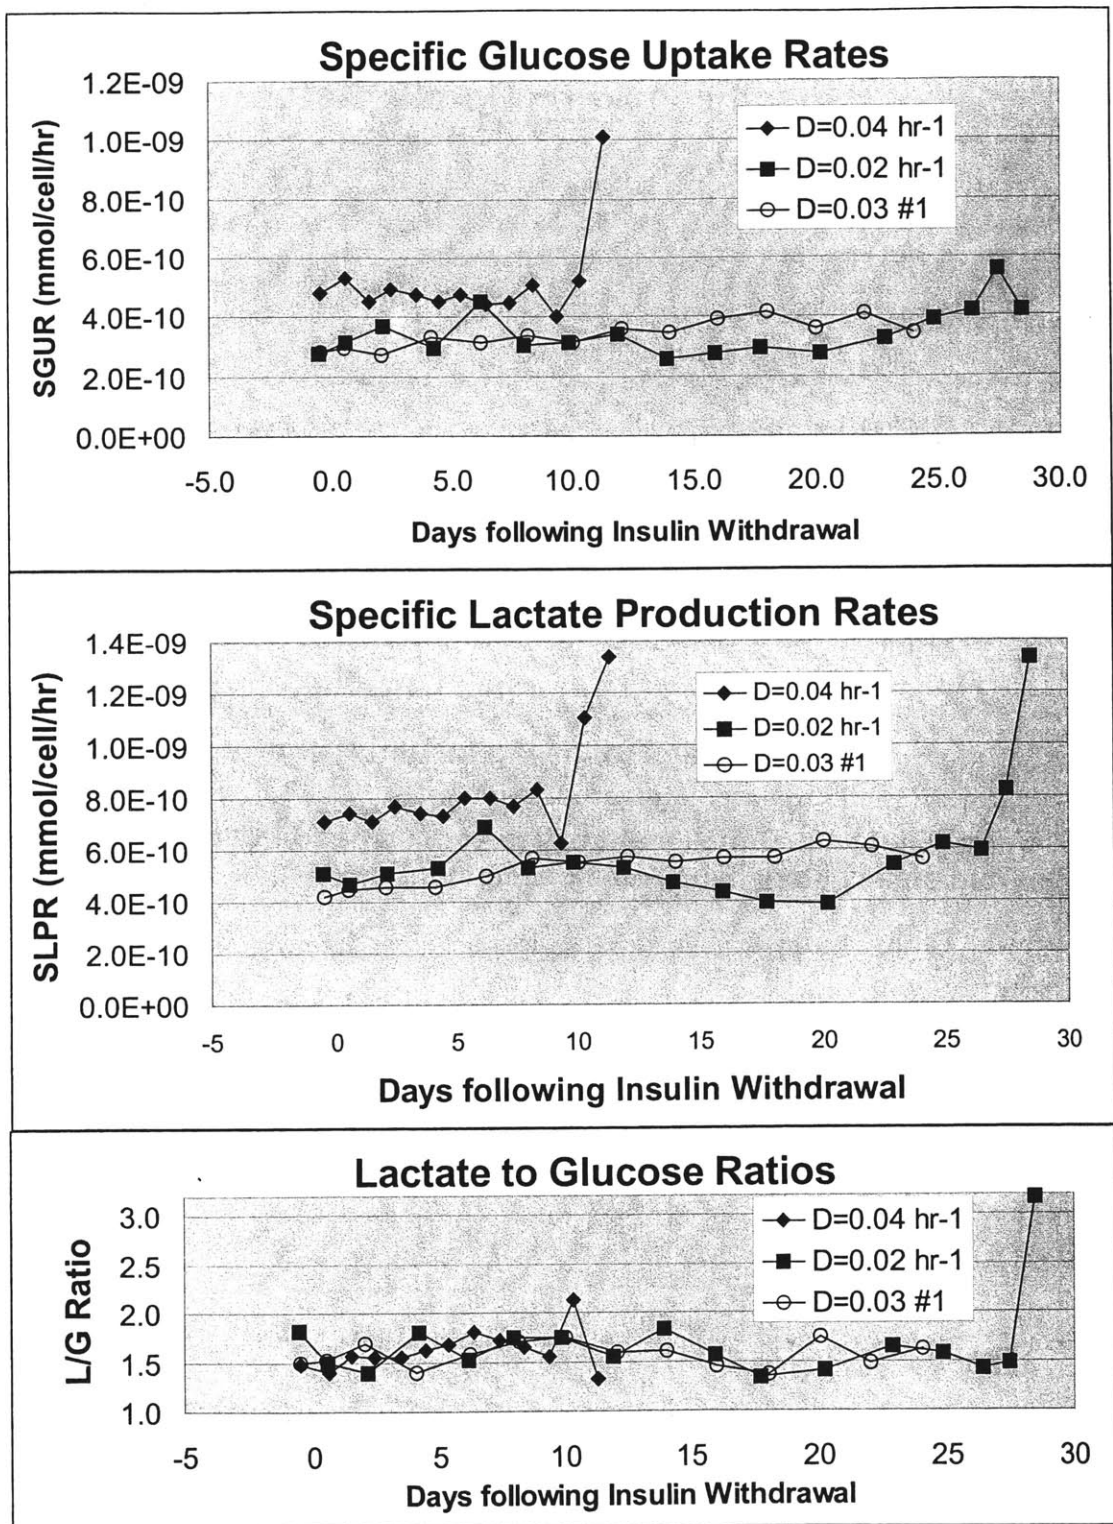 Specific Glucose Uptake Rates
1.2E-09
1.0E-09
8.0E-10
6.0E-10
4.0E-10
2.0E-10
0.0E+00
SGUR (mmol/cell/hr)
D=0.04 hr-1
D=0.02 hr-1
D=0.03 #1
-5.0 0.0 5.0 10.0 15.0 20.0 25.0 30.0
Days following Insulin Withdrawal
Specific Lactate Production Rates
1.4E-09
1.2E-09
1.0E-09
8.0E-10
6.0E-10
4.0E-10
2.0E-10
0.0E+00
SLPR (mmol/cell/hr)
D=0.04 hr-1
D=0.02 hr-1
D=0.03 #1
-5 0 5 10 15 20 25 30
Days following Insulin Withdrawal
Lactate to Glucose Ratios
3.0
2.5
2.0
1.5
1.0
L/G Ratio
D=0.04 hr-1
D=0.02 hr-1
D=0.03 #1
-5 0 5 10 15 20 25 30
Days following Insulin Withdrawal